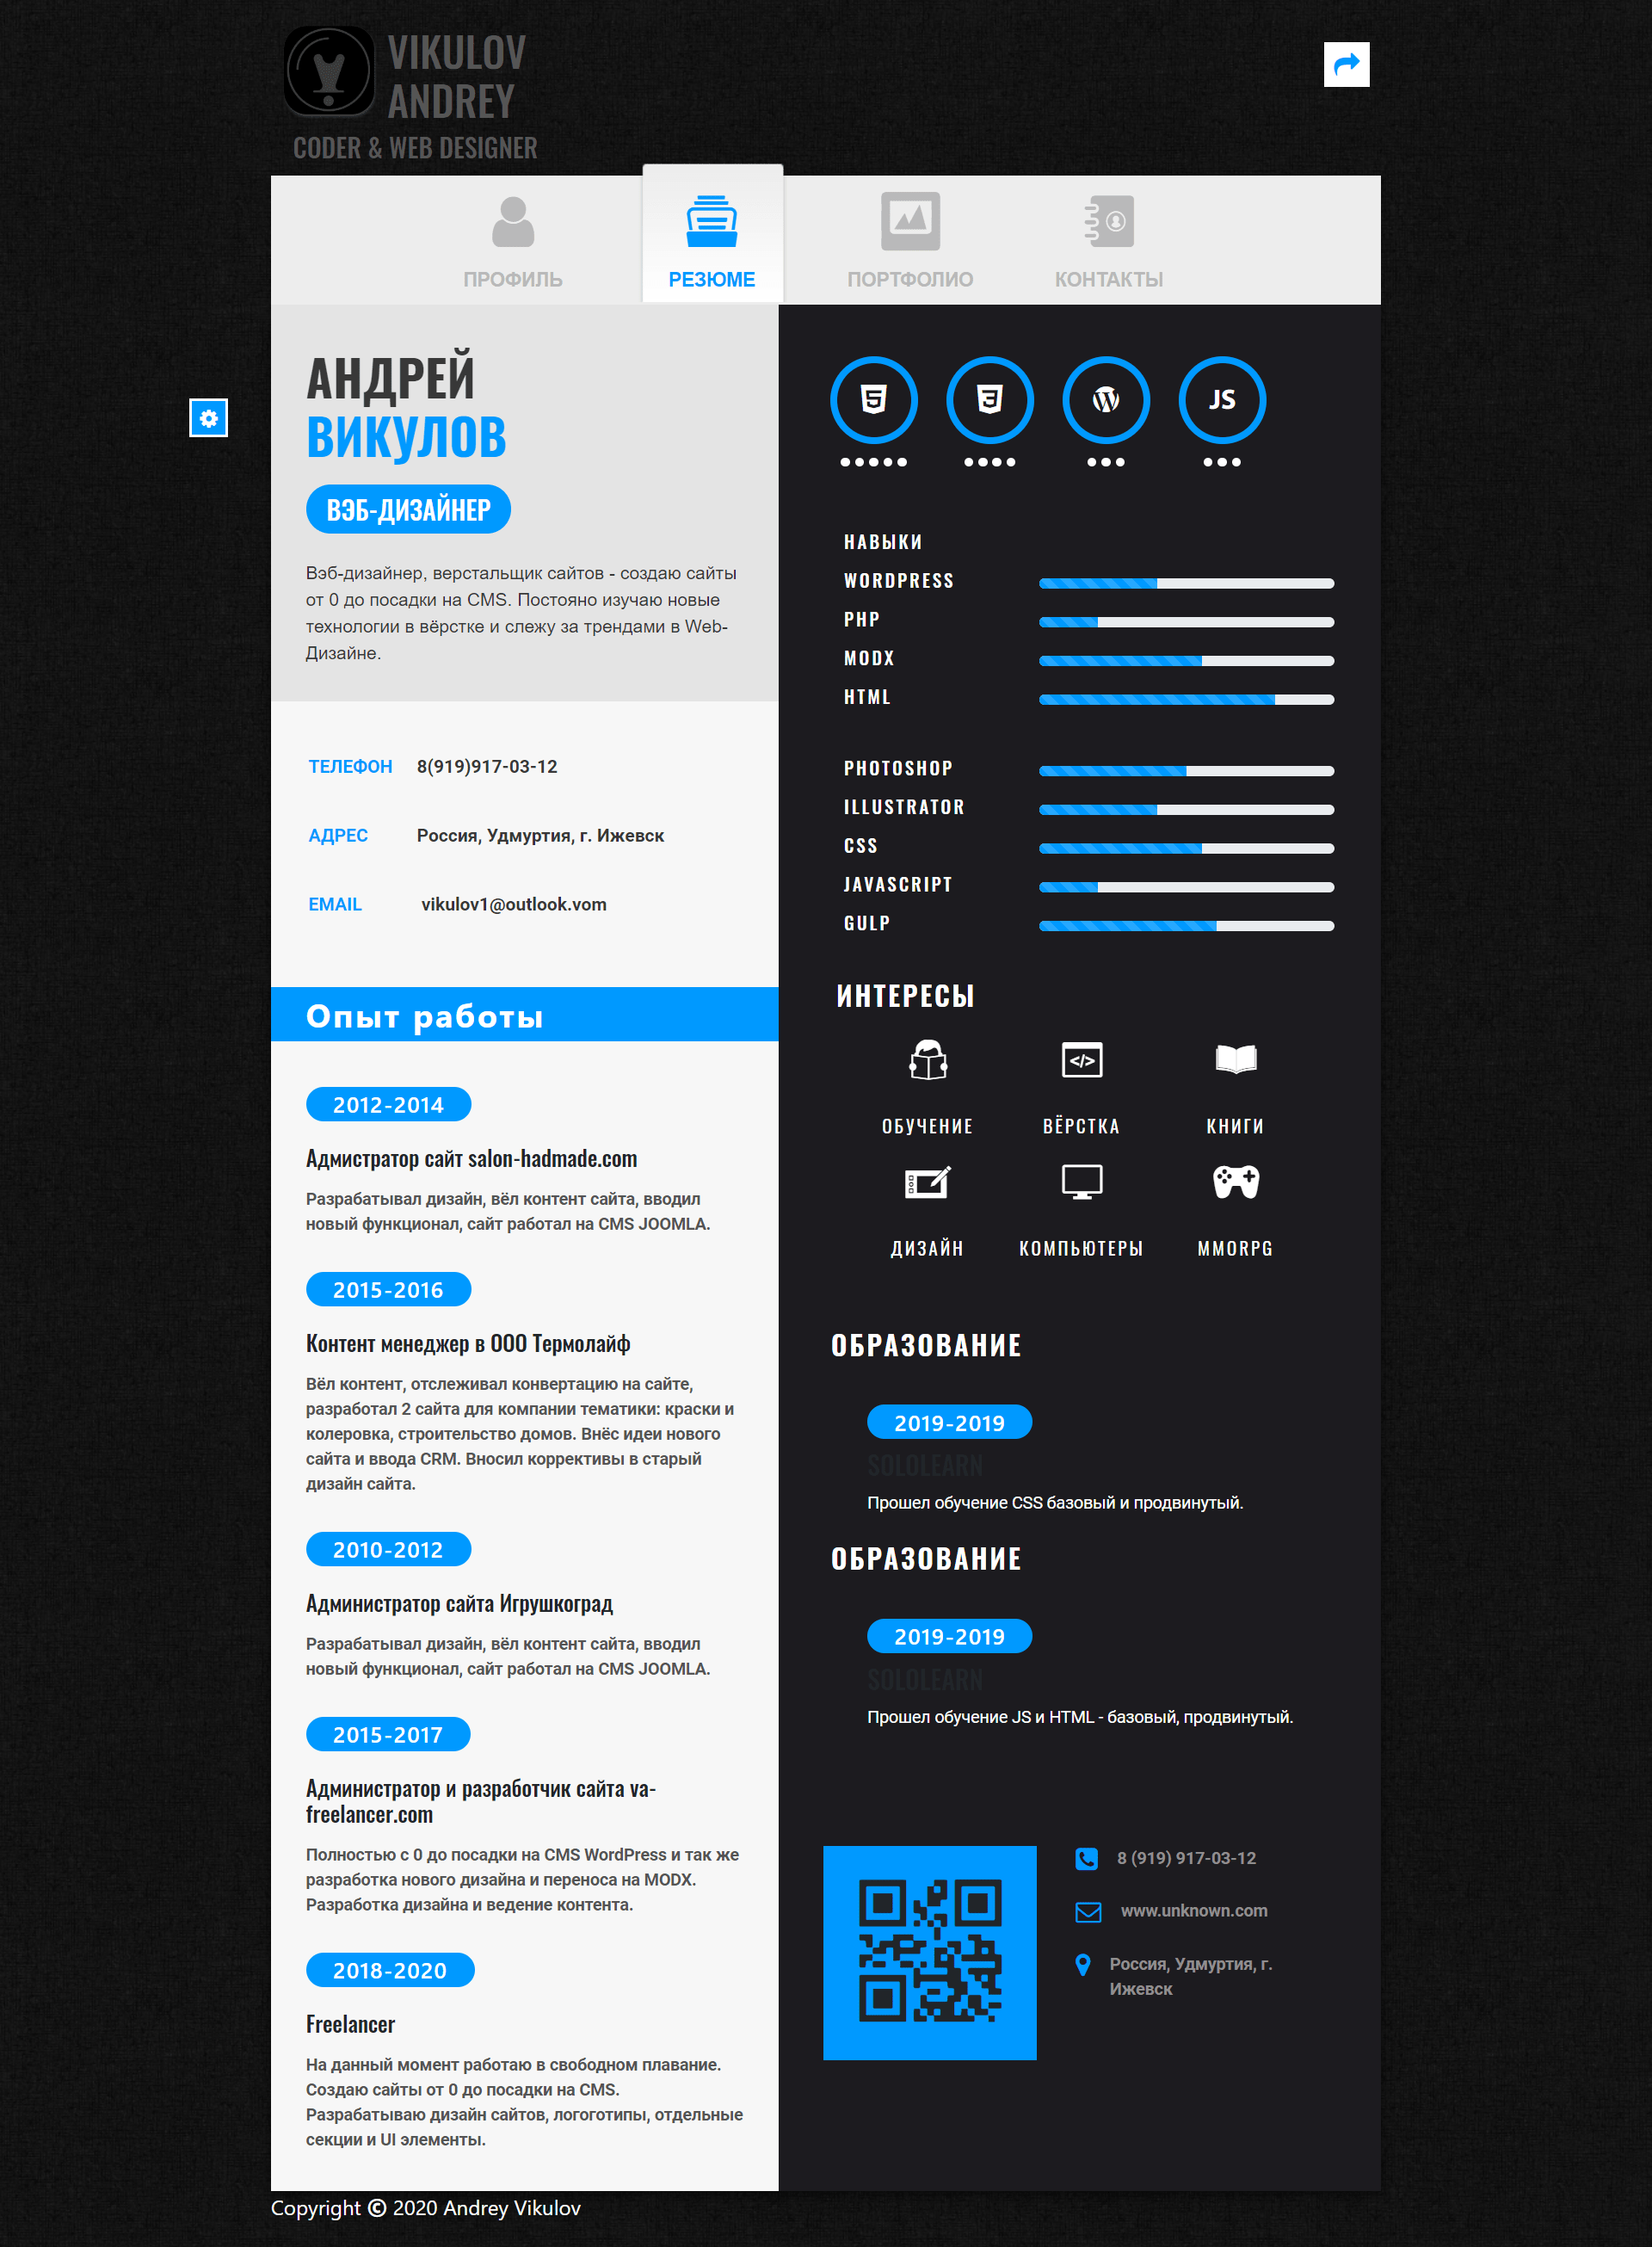 VIKULOV
ANDREY
CODER & WEB DESIGNER
ПРОФИЛЬ
РЕЗЮМЕ
ПОРТФОЛИО
КОНТАКТЫ
АНДРЕЙ
ВИКУЛОВ
ВЭБ-ДИЗАЙНЕР
Вэб-дизайнер, верстальщик сайтов - создаю сайты
от 0 до посадки на CMS. Постояно изучаю новые
технологии в вёрстке и слежу за трендами в Web-
Дизайне.
ТЕЛЕФОН 8(919)917-03-12
АДРЕС Россия, Удмуртия, г. Ижевск
EMAIL vikulov1@outlook.vom
Опыт работы
2012-2014
Адмистратор сайт salon-hadmade.com
Разрабатывал дизайн, вёл контент сайта, вводил
новый функционал, сайт работал на CMS JOOMLA.
2015-2016
Контент менеджер в ООО Термолайф
Вёл контент, отслеживал конвертацию на сайте,
разработал 2 сайта для компании тематики: краски и
колеровка, строительство домов. Внёс идеи нового
сайта и ввода CRM. Вносил коррективы в старый
дизайн сайта.
2010-2012
Администратор сайта Игрушкоград
Разрабатывал дизайн, вёл контент сайта, вводил
новый функционал, сайт работал на CMS JOOMLA.
2015-2017
Администратор и разработчик сайта va-
freelancer.com
Полностью с 0 до посадки на CMS WordPress и так же
разработка нового дизайна и переноса на MODX.
Разработка дизайна и ведение контента.
2018-2020
Freelancer
На данный момент работаю в свободном плавание.
Создаю сайты от 0 до посадки на CMS.
Разрабатываю дизайн сайтов, логоготипы, отдельные
секции и UI элементы.
JS
НАВЫКИ
WORDPRESS
PHP
MODX
HTML
PHOTOSHOP
ILLUSTRATOR
CSS
JAVASCRIPT
GULP
ИНТЕРЕСЫ
ОБУЧЕНИЕ
ВЁРСТКА
КНИГИ
ДИЗАЙН
КОМПЬЮТЕРЫ
MMORPG
ОБРАЗОВАНИЕ
2019-2019
SOLOLEARN
Прошел обучение CSS базовый и продвинутый.
ОБРАЗОВАНИЕ
2019-2019
SOLOLEARN
Прошел обучение JS и HTML - базовый, продвинутый.
8 (919) 917-03-12
www.unknown.com
Россия, Удмуртия, г.
Ижевск
Copyright © 2020 Andrey Vikulov